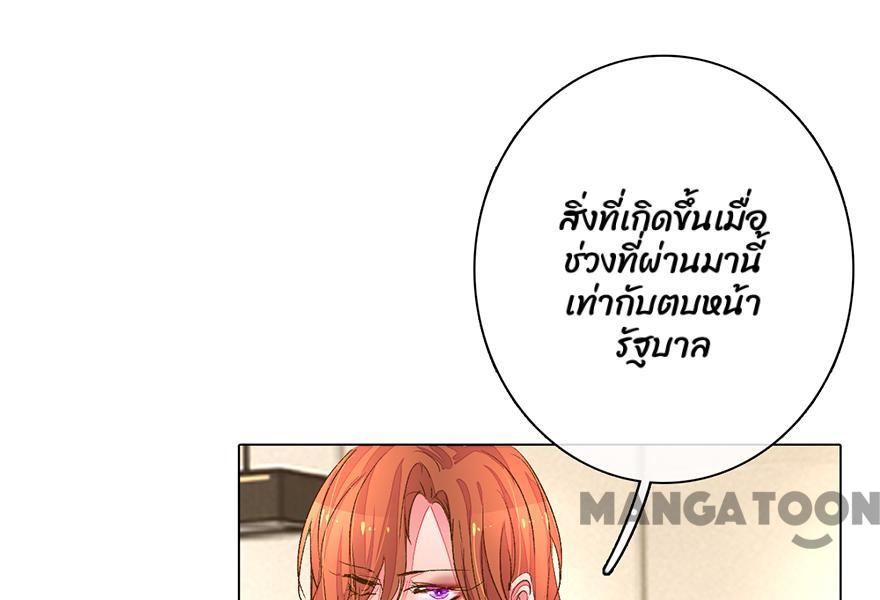 สิ่งที่เกิดขึ้นเมื่อ
ช่วงที่ผ่านมานี้
เท่ากับตบหน้า
รัฐบาล
MANGATOON